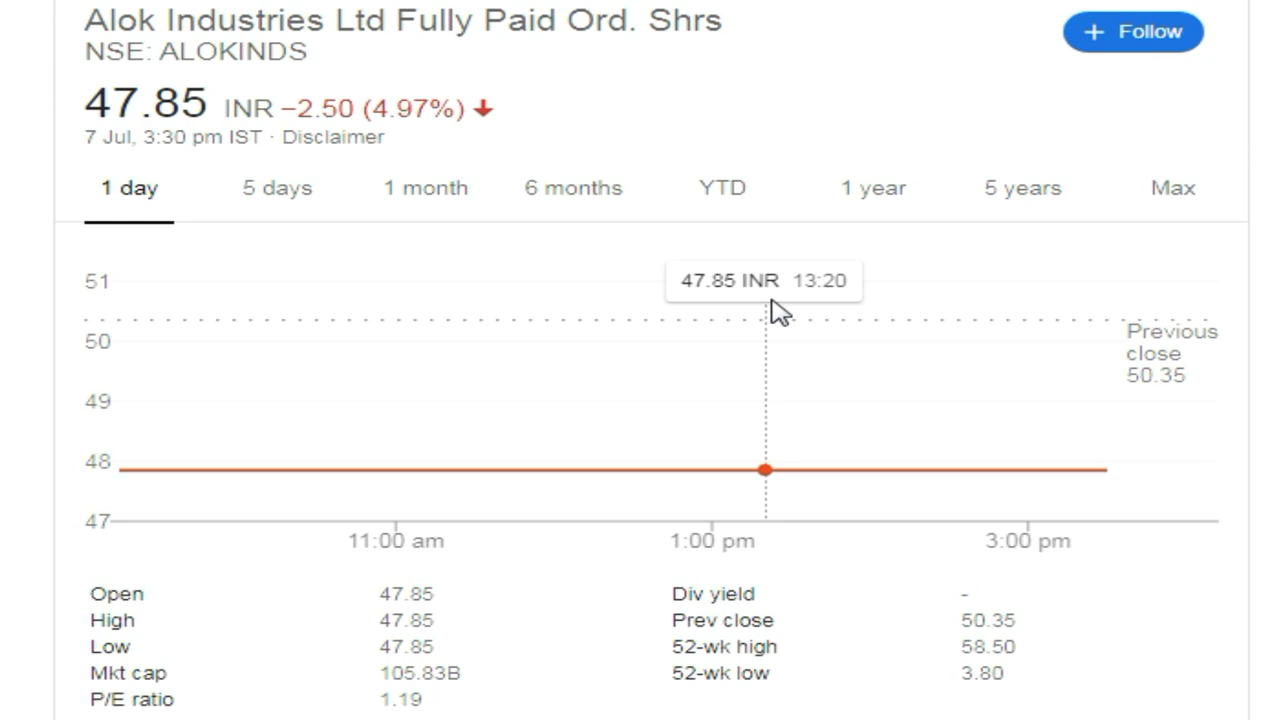 Alok Industries Ltd Fully Paid Ord. Shrs
NSE: ALOKINDS
+ Follow
47.85 INR −2.50 (4.97%) ↓
7 Jul, 3:30 pm IST · Disclaimer
1 day 5 days 1 month 6 months YTD 1 year 5 years Max
47.85 INR 13:20
51
50
49
48
47
Previous
close
50.35
11:00 am 1:00 pm 3:00 pm
Open 47.85 Div yield -
High 47.85 Prev close 50.35
Low 47.85 52-wk high 58.50
Mkt cap 105.83B 52-wk low 3.80
P/E ratio 1.19